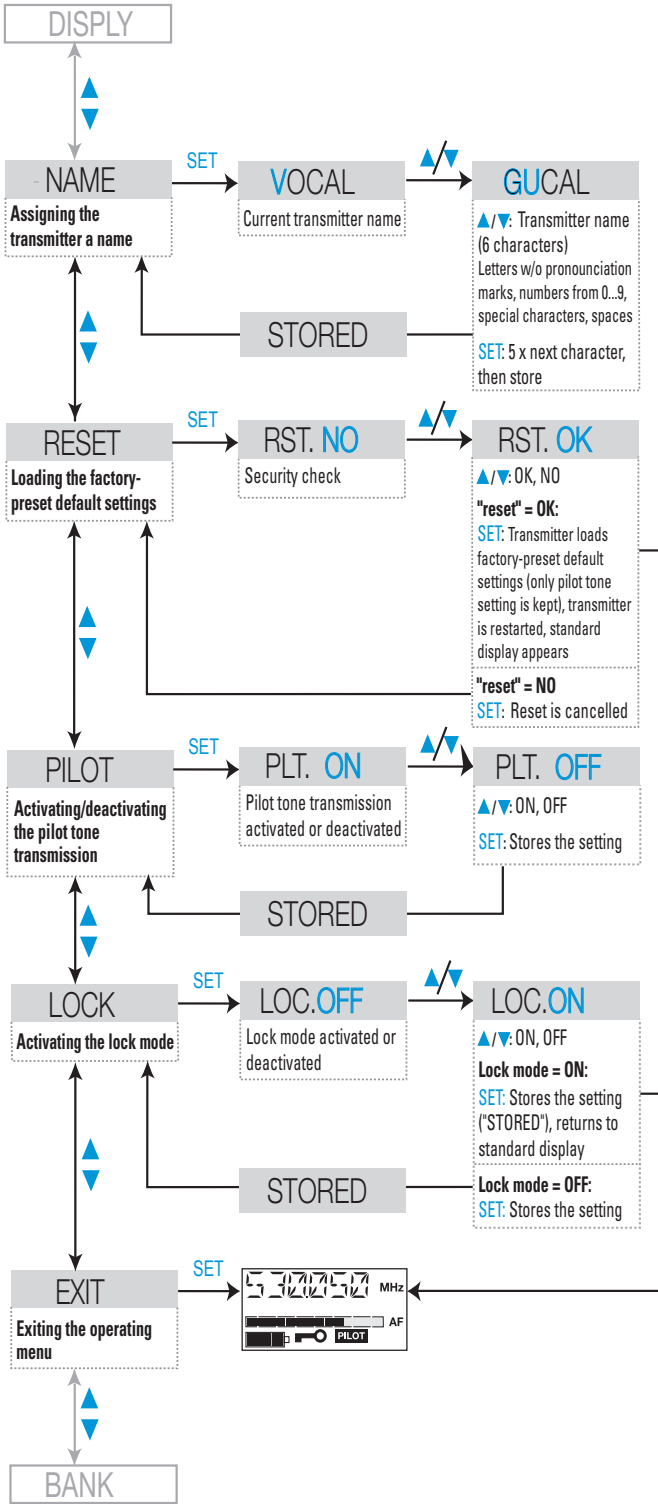 DISPLY
NAME
SET
VOCAL
GUCAL
Assigning the
transmitter a name
Current transmitter name
▲/▼: Transmitter name
(6 characters)
Letters w/o pronounciation
marks, numbers from 0...9,
special characters, spaces
SET: 5 x next character,
then store
STORED
RESET
SET
RST. NO
RST. OK
Loading the factory-
preset default settings
Security check
▲/▼: OK, NO
"reset" = OK:
SET: Transmitter loads
factory-preset default
settings (only pilot tone
setting is kept), transmitter
is restarted, standard
display appears
"reset" = NO
SET: Reset is cancelled
PILOT
SET
PLT. ON
PLT. OFF
Activating/deactivating
the pilot tone
transmission
Pilot tone transmission
activated or deactivated
▲/▼: ON, OFF
SET: Stores the setting
STORED
LOCK
SET
LOC.OFF
LOC.ON
Activating the lock mode
Lock mode activated or
deactivated
▲/▼: ON, OFF
Lock mode = ON:
SET: Stores the setting
("STORED"), returns to
standard display
Lock mode = OFF:
SET: Stores the setting
STORED
EXIT
SET
530.050 MHz
AF
PILOT
Exiting the operating
menu
BANK